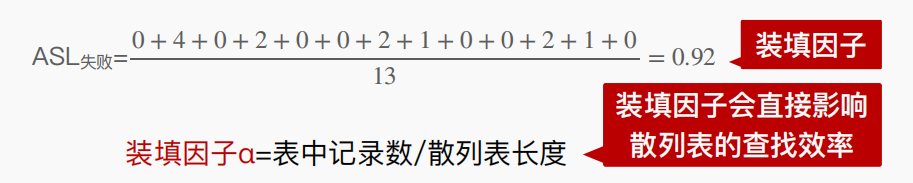 ASL失败=0+4+0+2+0+0+2+1+0+0+2+1+0/13=0.92
装填因子
装填因子会直接影响
散列表的查找效率
装填因子α=表中记录数/散列表长度